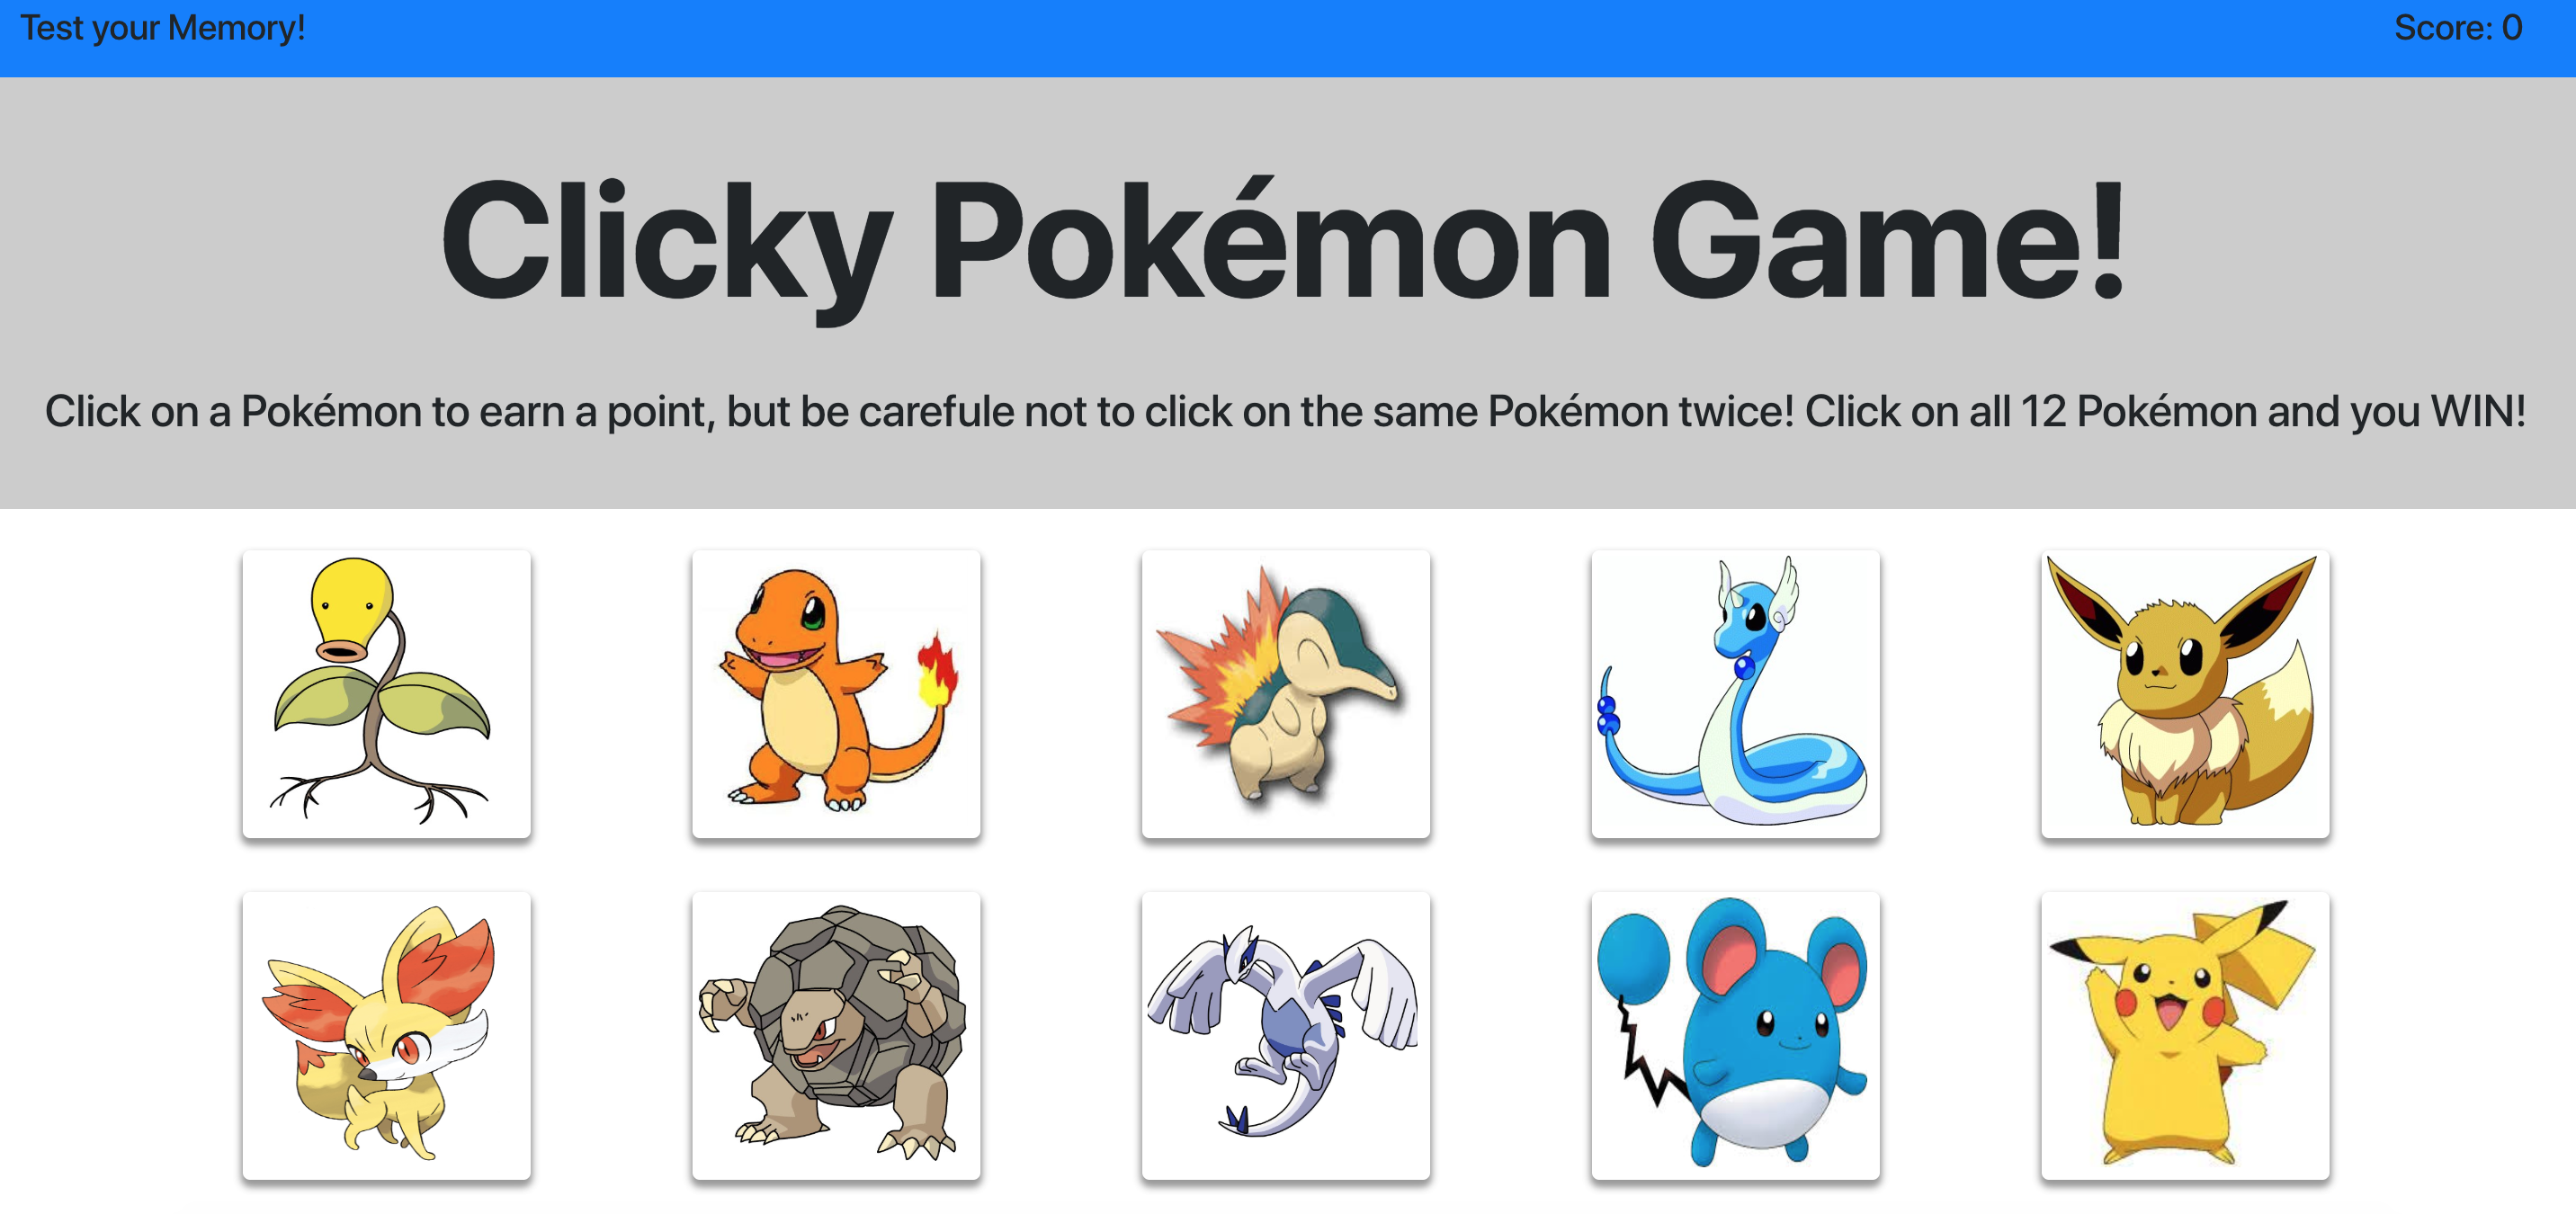 Test your Memory!
Score: 0
Clicky Pokémon Game!
Click on a Pokémon to earn a point, but be carefule not to click on the same Pokémon twice! Click on all 12 Pokémon and you WIN!